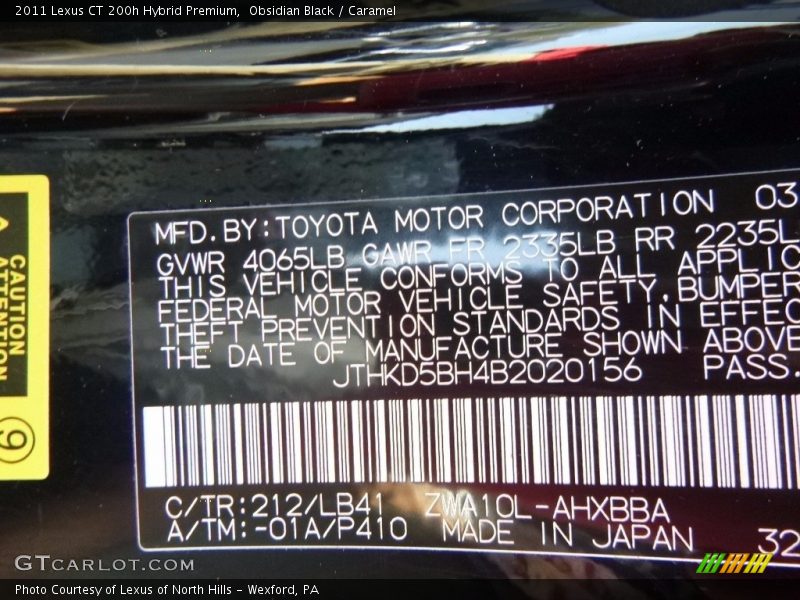 2011 Lexus CT 200h Hybrid Premium, Obsidian Black / Caramel
CAUTION
ATTENTION
9
MFD.BY:TOYOTA MOTOR CORPORATION 03
GVWR 4065LB GAWR FR 2335LB RR 2235L
THIS VEHICLE CONFORMS TO ALL APPLIC
FEDERAL MOTOR VEHICLE SAFETY,BUMPER
THEFT PREVENTION STANDARDS IN EFFEC
THE DATE OF MANUFACTURE SHOWN ABOVE
JTHKD5BH4B2020156 PASS.
C/TR:212/LB41 ZWA10L-AHXBBA
A/TM:-01A/P410 MADE IN JAPAN 32
GTCARLOT.COM
Photo Courtesy of Lexus of North Hills - Wexford, PA